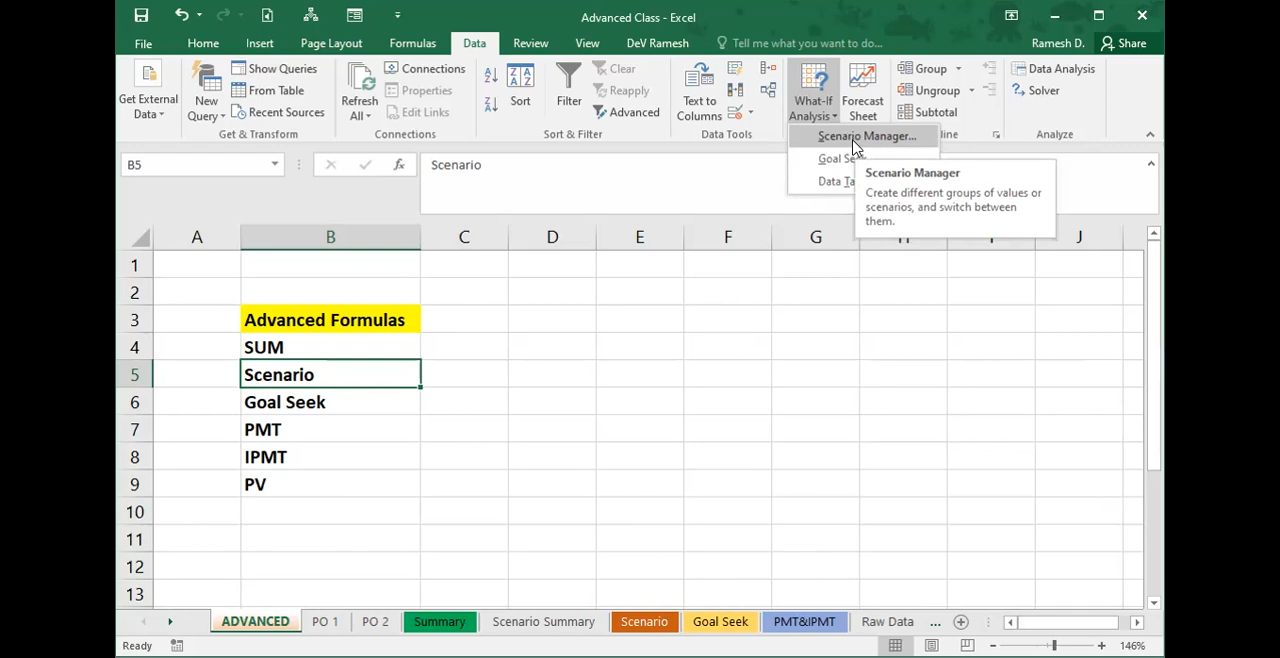 Advanced Class - Excel
File
Home
Insert
Page Layout
Formulas
Data
Review
View
DeV Ramesh
Tell me what you want to do...
Ramesh D.
Share
Get External
Data
New
Query
Show Queries
From Table
Recent Sources
Get & Transform
Refresh
All
Connections
Properties
Edit Links
Connections
Sort
Filter
Clear
Reapply
Advanced
Sort & Filter
Text to
Columns
Data Tools
What-If
Analysis
Forecast
Sheet
Group
Ungroup
Subtotal
Data Analysis
Solver
Analyze
Scenario Manager...
Scenario Manager
Create different groups of values or
scenarios, and switch between
them.
B5
fx
Scenario
A B C D E F G J
1
2
3 Advanced Formulas
4 SUM
5 Scenario
6 Goal Seek
7 PMT
8 IPMT
9 PV
10
11
12
13
ADVANCED
PO 1
PO 2
Summary
Scenario Summary
Scenario
Goal Seek
PMT&IPMT
Raw Data
...
Ready
146%